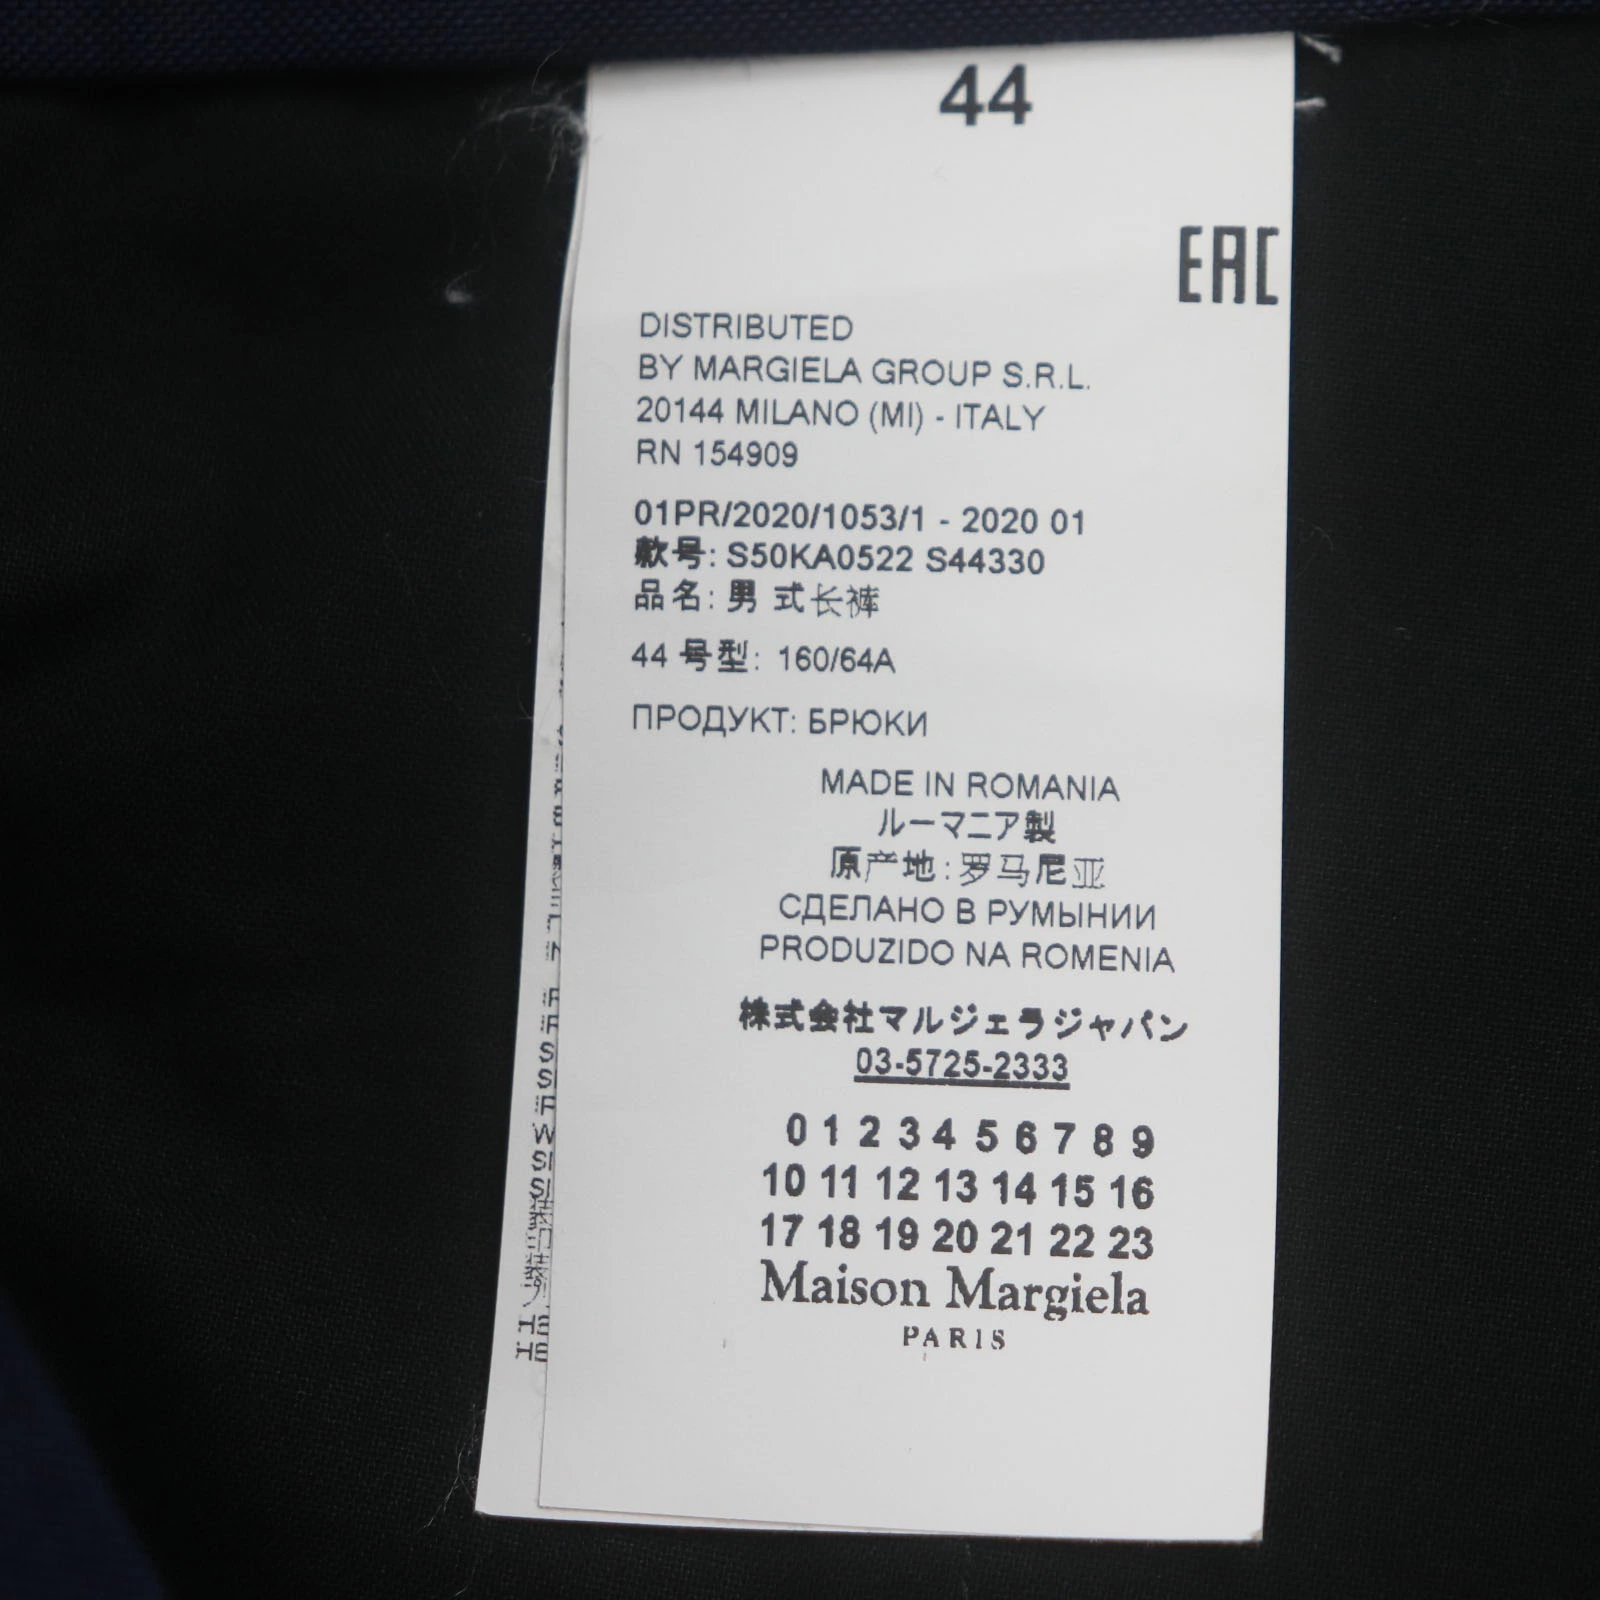 44
EAC
DISTRIBUTED
BY MARGIELA GROUP S.R.L.
20144 MILANO (MI) - ITALY
RN 154909
01PR/2020/1053/1 - 2020 01
款号: S50KA0522 S44330
品名: 男式长裤
44 号型: 160/64A
ПРОДУКТ: БРЮКИ
MADE IN ROMANIA
ルーマニア製
原产地: 罗马尼亚
СДЕЛАНО В РУМЫНИИ
PRODUZIDO NA ROMENIA
株式会社マルジェラジャパン
03-5725-2333
0 1 2 3 4 5 6 7 8 9
10 11 12 13 14 15 16
17 18 19 20 21 22 23
Maison Margiela
PARIS